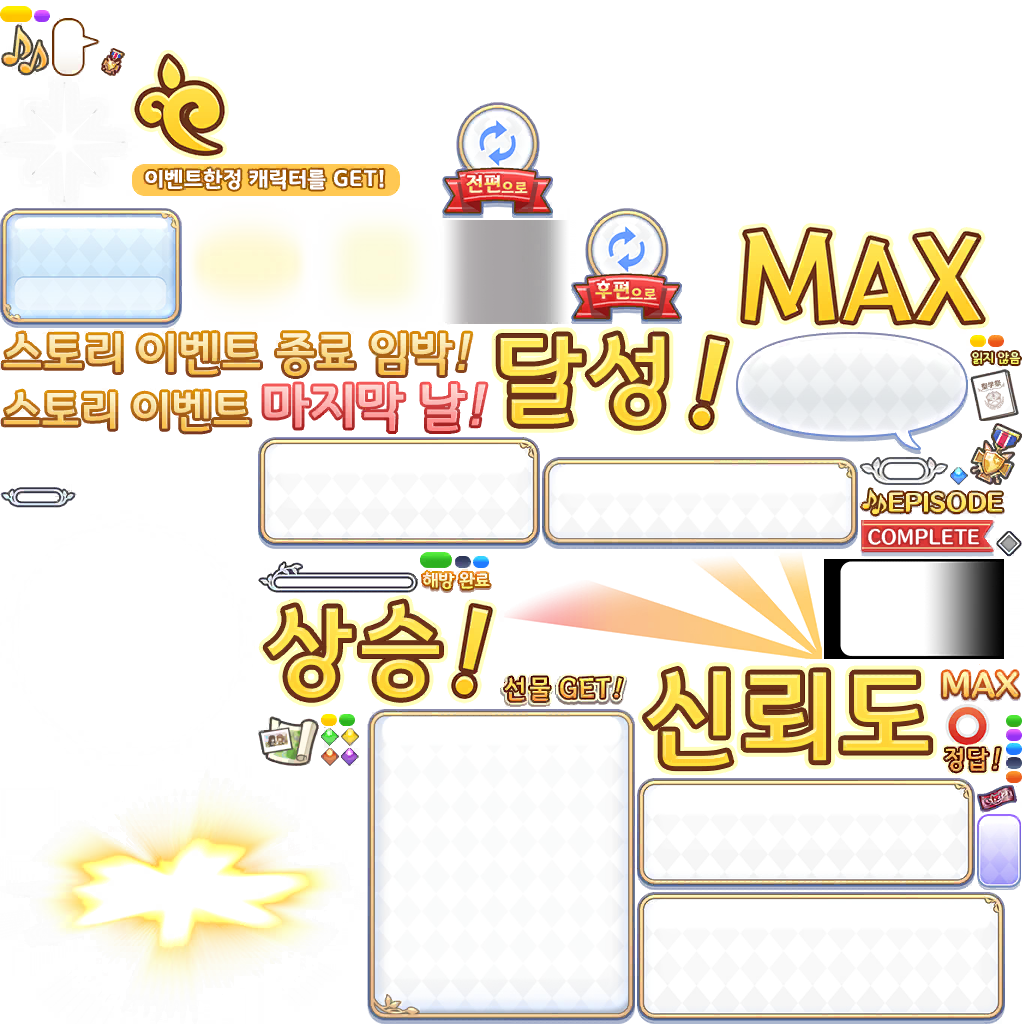 이벤트한정 캐릭터를 GET!
전편으로
후편으로
MAX
스토리 이벤트 종료 임박!
달성!
읽지 않음
스토리 이벤트 마지막 날!
EPISODE
COMPLETE
해방 완료
상승!
선물 GET!
신뢰도
MAX
정답!